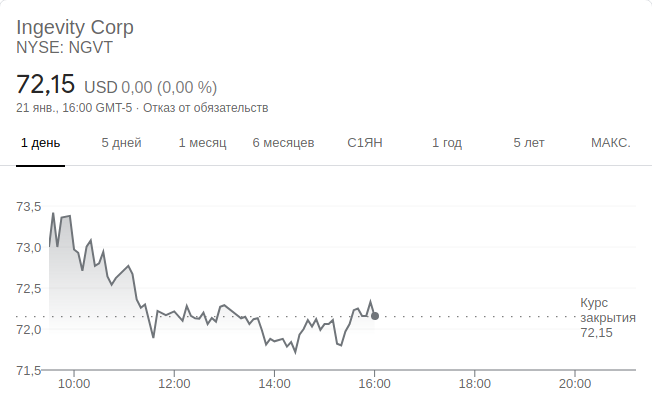 Ingevity Corp
NYSE: NGVT
72,15 USD 0,00 (0,00 %)
21 янв., 16:00 GMT-5 · Отказ от обязательств
1 день 5 дней 1 месяц 6 месяцев С1ЯН 1 год 5 лет МАКС.
73,5
73,0
72,5
72,0
71,5
Курс
закрытия
72,15
10:00 12:00 14:00 16:00 18:00 20:00